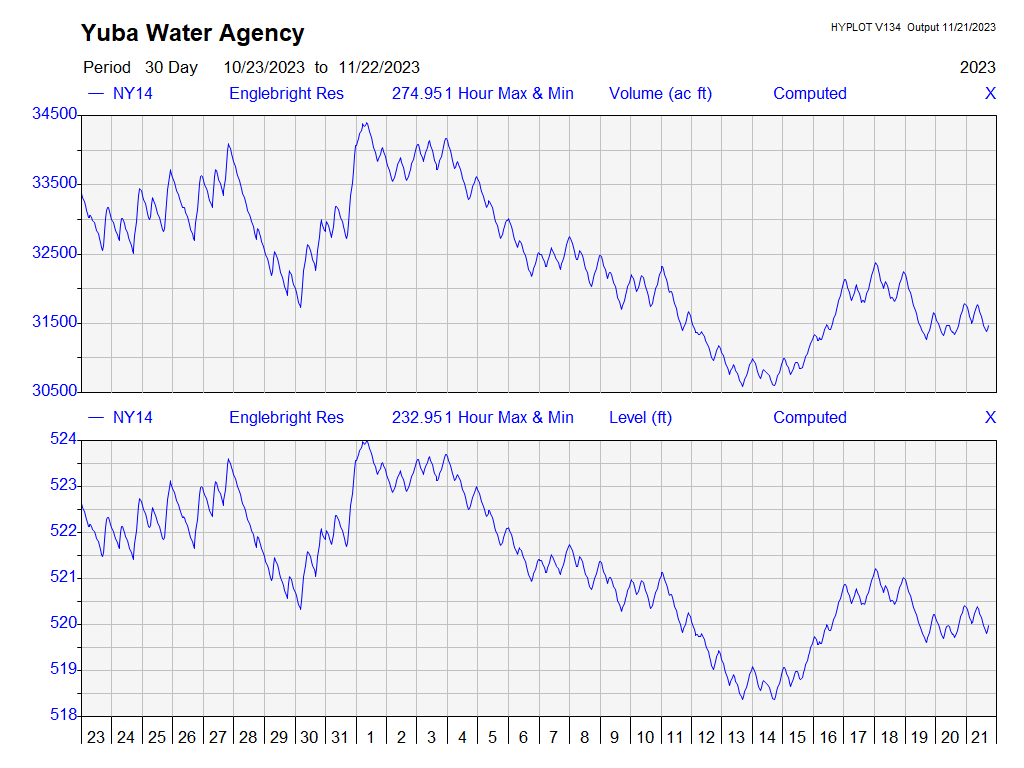 Yuba Water Agency
HYPLOT V134 Output 11/21/2023
Period 30 Day 10/23/2023 to 11/22/2023 2023
NY14 Englebright Res 274.951 Hour Max & Min Volume (ac ft) Computed X
34500
33500
32500
31500
30500
NY14 Englebright Res 232.951 Hour Max & Min Level (ft) Computed X
524
523
522
521
520
519
518
23 24 25 26 27 28 29 30 31 1 2 3 4 5 6 7 8 9 10 11 12 13 14 15 16 17 18 19 20 21